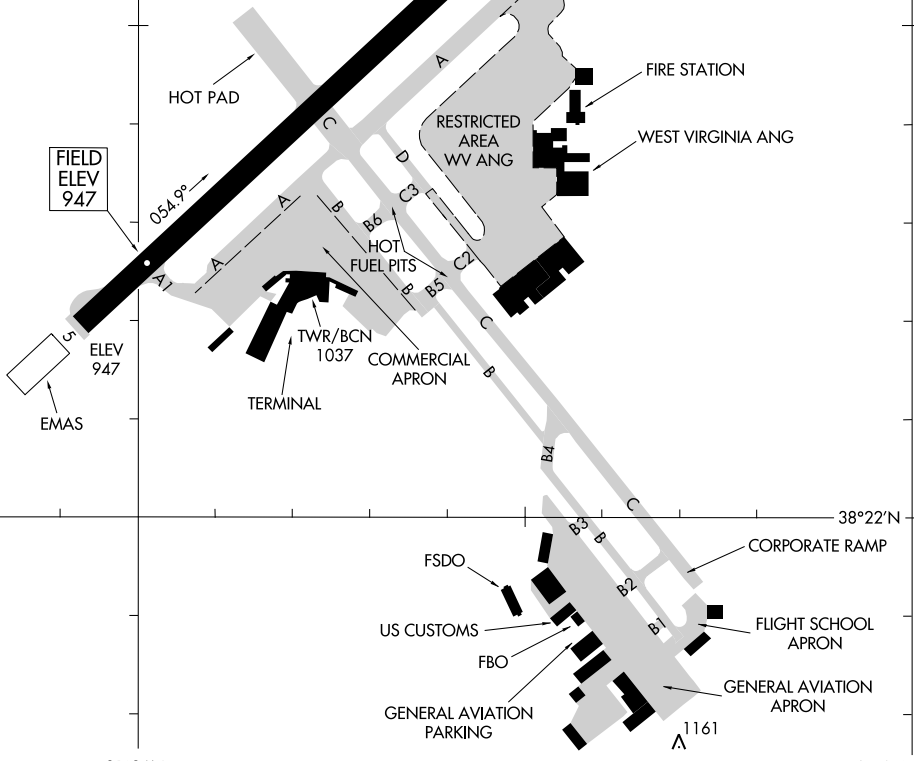 A
FIRE STATION
HOT PAD
C
RESTRICTED
AREA
WV ANG
WEST VIRGINIA ANG
D
FIELD
ELEV
947
054.9°
A
B
C3
B6
HOT
FUEL PITS
A
A1
C2
B
B5
C
5
ELEV
947
TWR/BCN
1037
COMMERCIAL
APRON
B
TERMINAL
EMAS
B4
C
38°22'N
B3
B
CORPORATE RAMP
FSDO
B2
US CUSTOMS
B1
FLIGHT SCHOOL
APRON
FBO
GENERAL AVIATION
APRON
GENERAL AVIATION
PARKING
1161